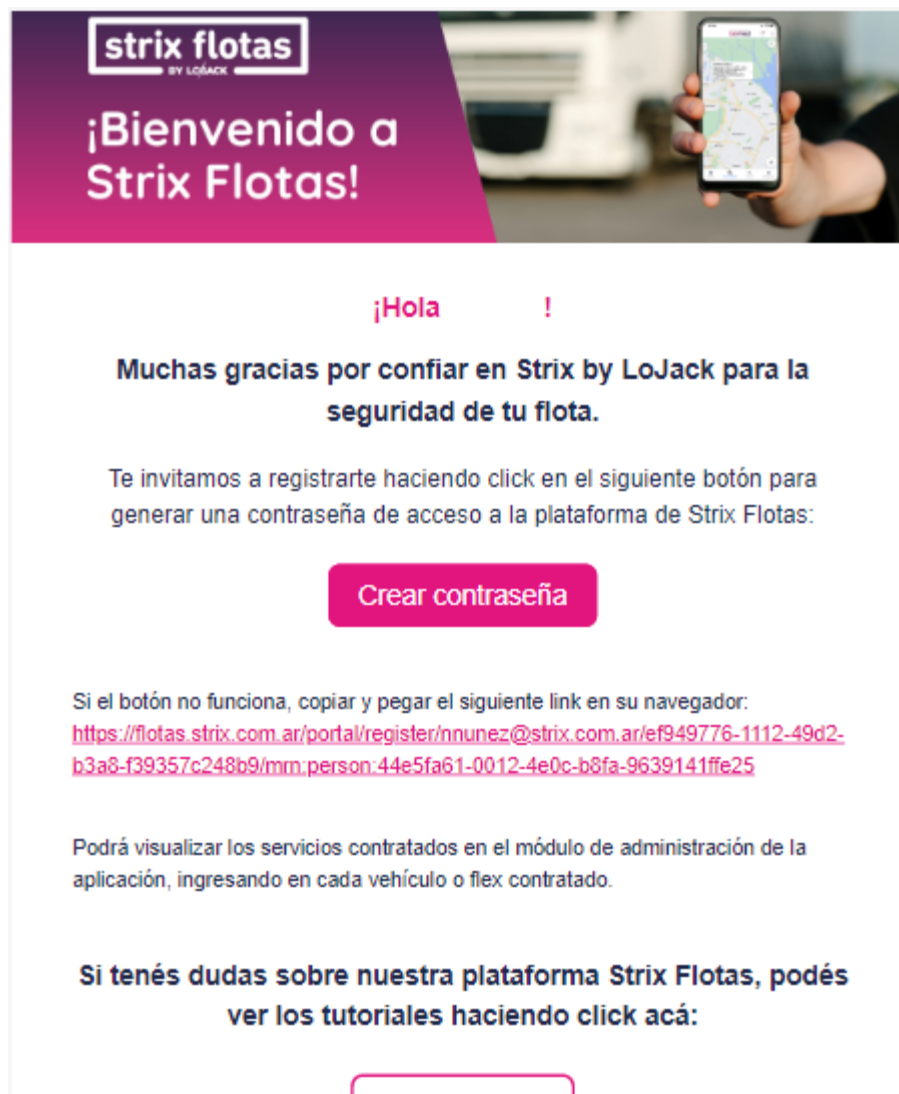 strix flotas
BY LOJACK
¡Bienvenido a
Strix Flotas!
¡Hola !
Muchas gracias por confiar en Strix by LoJack para la
seguridad de tu flota.
Te invitamos a registrarte haciendo click en el siguiente botón para
generar una contraseña de acceso a la plataforma de Strix Flotas:
Crear contraseña
Si el botón no funciona, copiar y pegar el siguiente link en su navegador:
https://flotas.strix.com.ar/portal/register/nnunez@strix.com.ar/ef949776-1112-49d2-
b3a8-f39357c248b9/mrn:person:44e5fa61-0012-4e0c-b8fa-9639141ffe25
Podrá visualizar los servicios contratados en el módulo de administración de la
aplicación, ingresando en cada vehículo o flex contratado.
Si tenés dudas sobre nuestra plataforma Strix Flotas, podés
ver los tutoriales haciendo click acá: